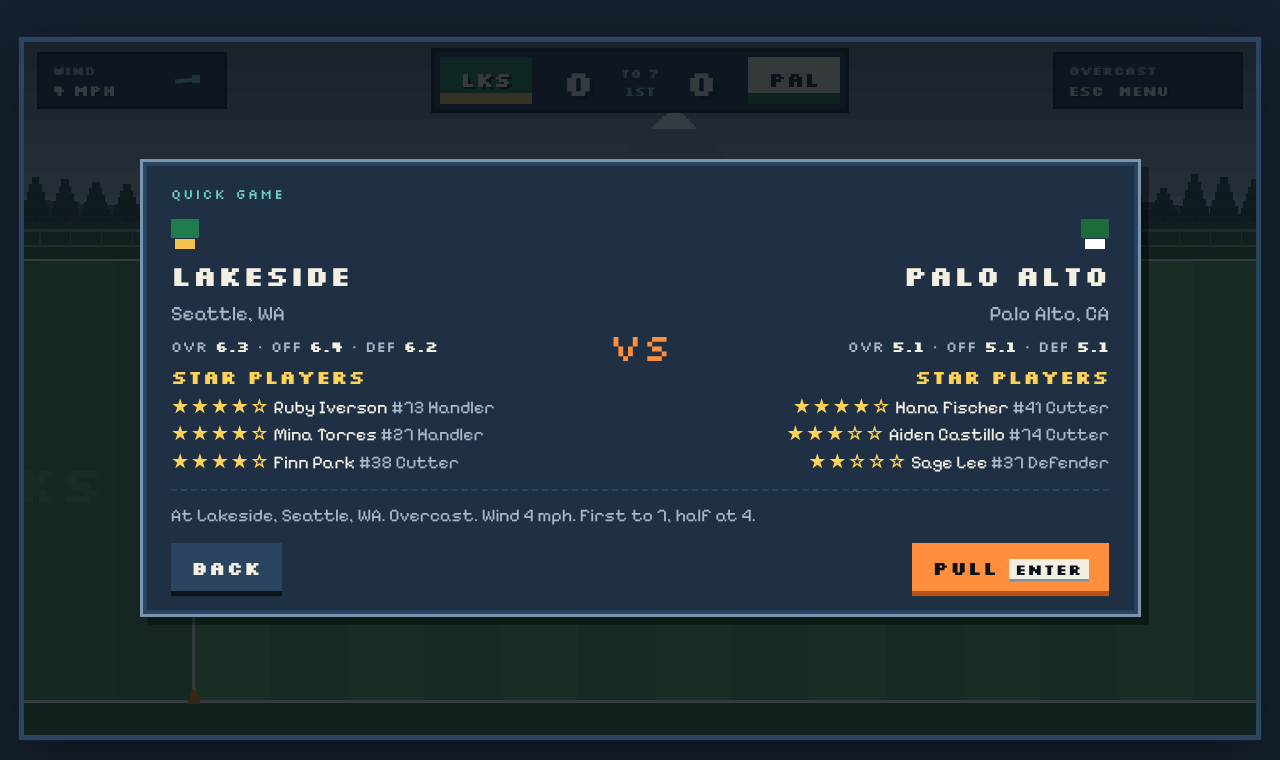 WIND
4 MPH
LKS 0 TO 7 0 PAL
1ST
OVERCAST
ESC MENU
QUICK GAME
LAKESIDE
Seattle, WA
OVR 6.3 · OFF 6.4 · DEF 6.2
STAR PLAYERS
★★★★☆ Ruby Iverson #73 Handler
★★★★☆ Mina Torres #27 Handler
★★★★☆ Finn Park #38 Cutter
VS
PALO ALTO
Palo Alto, CA
OVR 5.1 · OFF 5.1 · DEF 5.1
STAR PLAYERS
★★★★☆ Hana Fischer #41 Cutter
★★★☆☆ Aiden Castillo #74 Cutter
★★☆☆☆ Sage Lee #37 Defender
KS
At Lakeside, Seattle, WA. Overcast. Wind 4 mph. First to 7, half at 4.
BACK
PULL ENTER